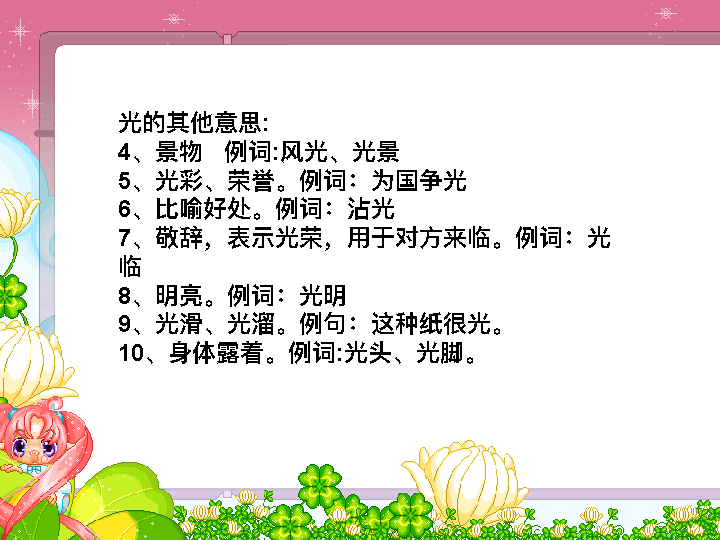 光的其他意思:
4、景物   例词:风光、光景
5、光彩、荣誉。例词：为国争光
6、比喻好处。例词：沾光
7、敬辞，表示光荣，用于对方来临。例词：光
临
8、明亮。例词：光明
9、光滑、光溜。例句：这种纸很光。
10、身体露着。例词:光头、光脚。